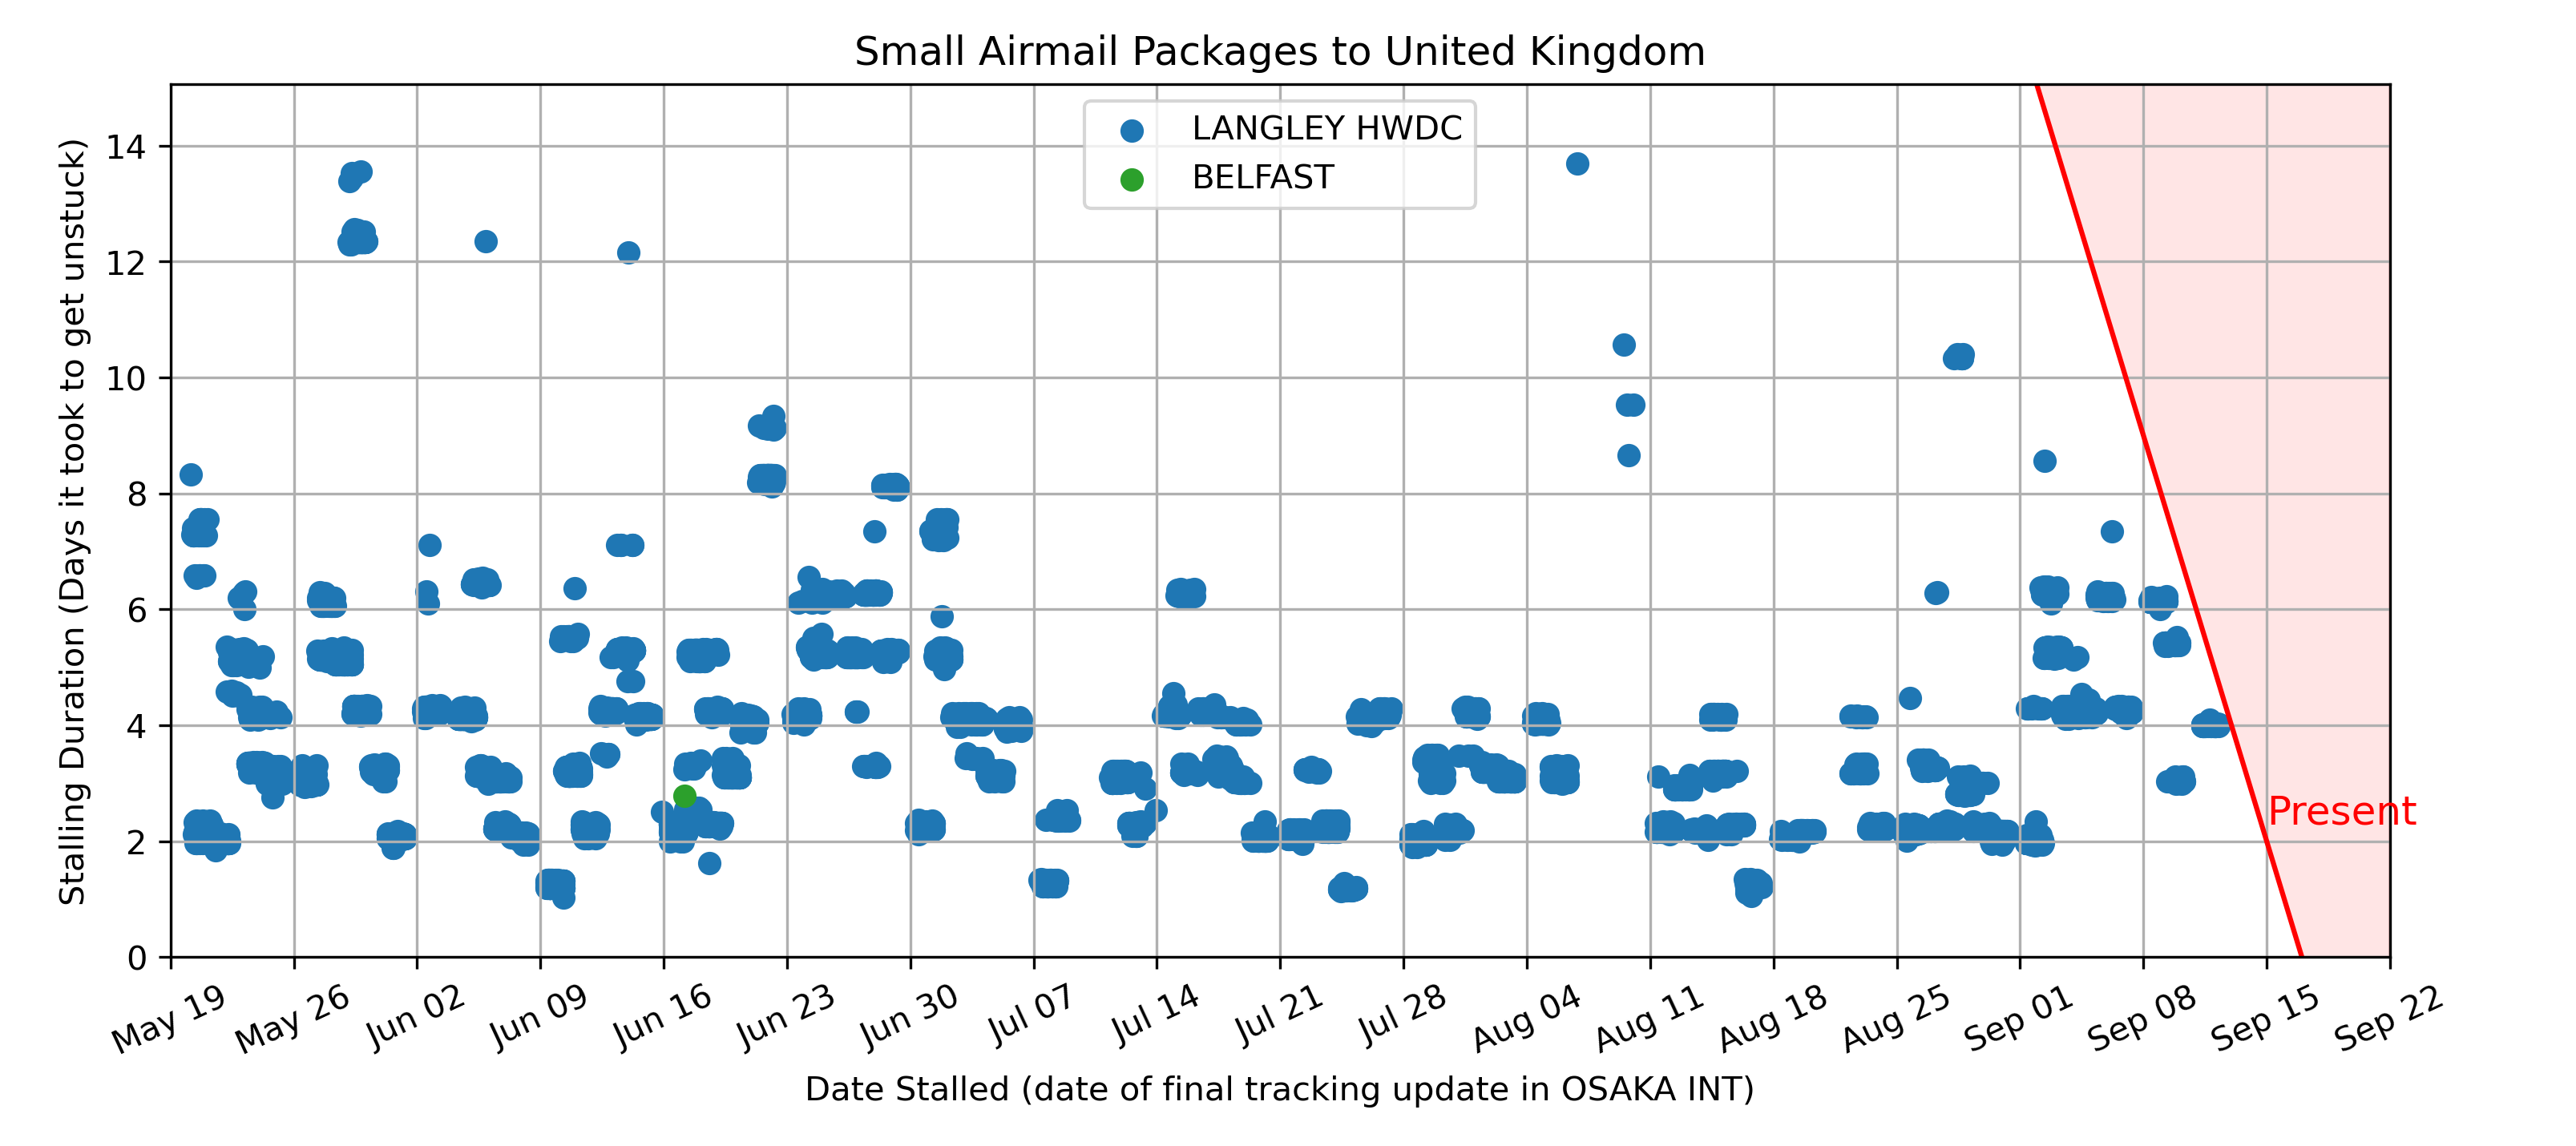 Small Airmail Packages to United Kingdom
LANGLEY HWDC
BELFAST
Stalling Duration (Days it took to get unstuck)
14
12
10
8
6
4
2
0
Present
May 19
May 26
Jun 02
Jun 09
Jun 16
Jun 23
Jun 30
Jul 07
Jul 14
Jul 21
Jul 28
Aug 04
Aug 11
Aug 18
Aug 25
Sep 01
Sep 08
Sep 15
Sep 22
Date Stalled (date of final tracking update in OSAKA INT)